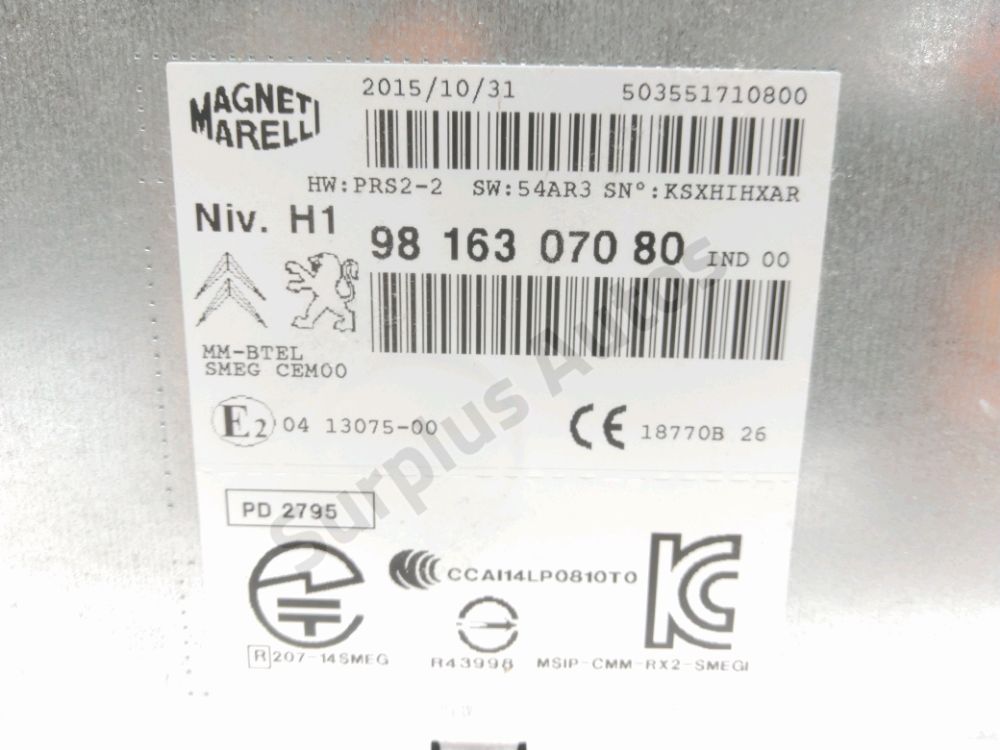 MAGNETI
MARELLI
2015/10/31 503551710800
HW:PRS2-2 SW:54AR3 SN°:KSXHIHXAR
Niv. H1
98 163 070 80 IND 00
MM-BTEL
SMEG CEM00
E2 04 13075-00
CE 18770B 26
PD 2795
CCAI14LP0810T0
R 207-14SMEG
R43998
MSIP-CMM-RX2-SMEGI
Surplus Autos